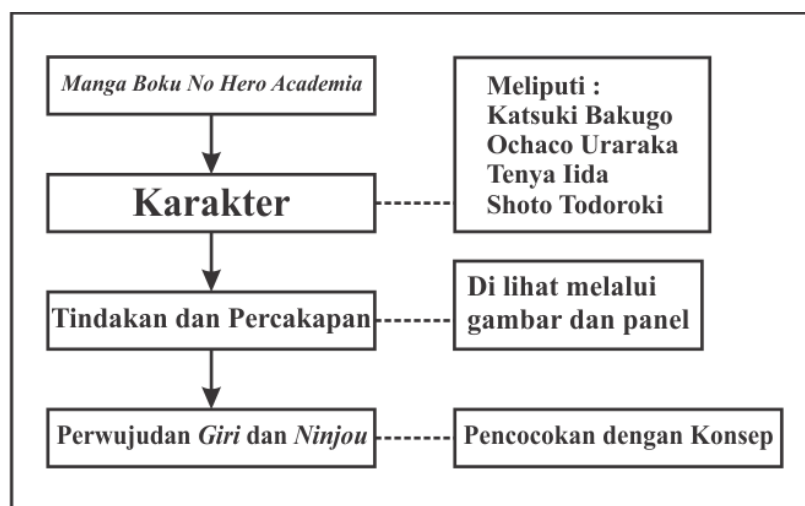 Manga Boku No Hero Academia
Meliputi :
Katsuki Bakugo
Ochaco Uraraka
Tenya Iida
Shoto Todoroki
Karakter
Tindakan dan Percakapan
Di lihat melalui
gambar dan panel
Perwujudan Giri dan Ninjou
Pencocokan dengan Konsep